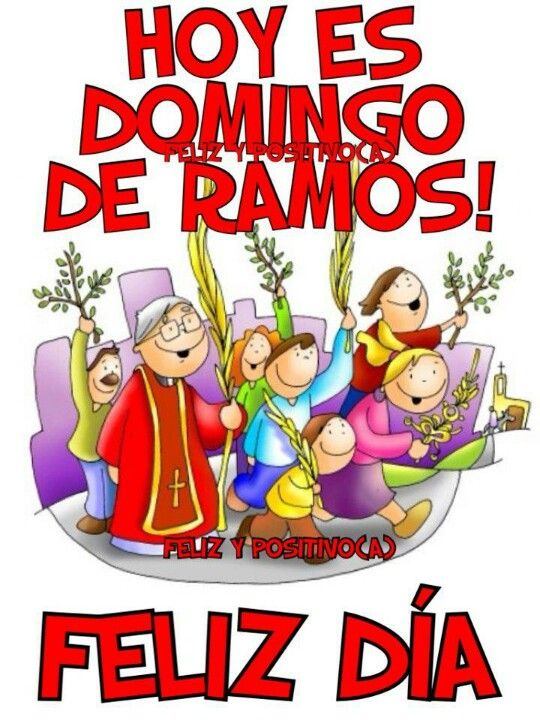 HOY ES
DOMINGO
FELIZ Y POSITIVO(A)
DE RAMOS!
FELIZ Y POSITIVO(A)
FELIZ DÍA